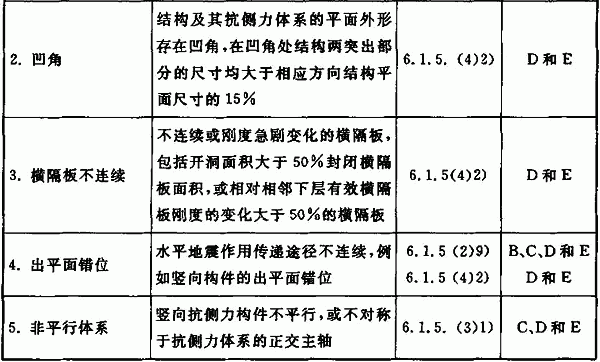 结构及其抗侧力体系的平面外形
存在凹角,在凹角处结构两突出部
2. 凹角
分的尺寸均大于相应方向结构平
面尺寸的15%
6.1.5. (4)2)
D和E
不连续或刚度急剧变化的横隔板,
包括开洞面积大于50%封闭横隔
3. 横隔板不连续
板面积,或相对相邻下层有效横隔
板刚度的变化大于50%的横隔板
6.1.5(4)2)
D和E
4. 出平面错位
水平地震作用传递途径不连续,例
如竖向构件的出平面错位
6.1.5 (2)9)
6.1.5 (4)2)
B、C、D和E
D和E
5. 非平行体系
竖向抗侧力构件不平行,或不对称
于抗侧力体系的正交主轴
6.1.5. (3)1)
C、D和E